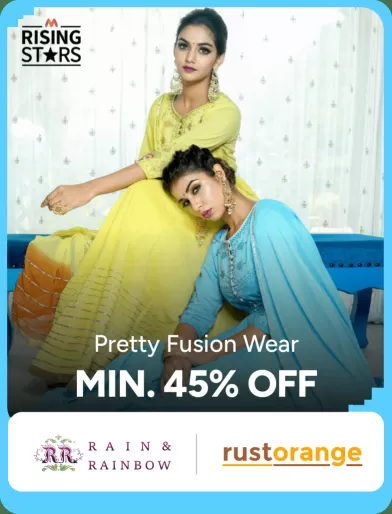 RISING
STARS
Pretty Fusion Wear
MIN. 45% OFF
RR
RAIN &
RAINBOW
rustorange